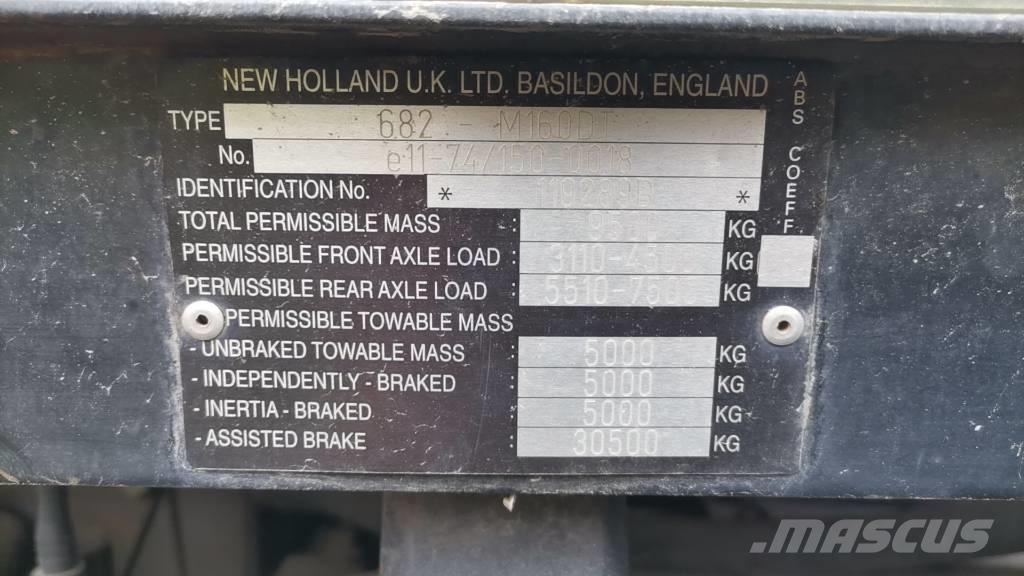 NEW HOLLAND U.K. LTD. BASILDON, ENGLAND
ABS COEFF.
TYPE 682 - M160DT
No. e11-74/150-0018
IDENTIFICATION No. * *
TOTAL PERMISSIBLE MASS : KG
PERMISSIBLE FRONT AXLE LOAD : KG
PERMISSIBLE REAR AXLE LOAD : KG
PERMISSIBLE TOWABLE MASS
- UNBRAKED TOWABLE MASS : 5000 KG
- INDEPENDENTLY - BRAKED : 5000 KG
- INERTIA - BRAKED : 5000 KG
- ASSISTED BRAKE : 30500 KG
MASCUS